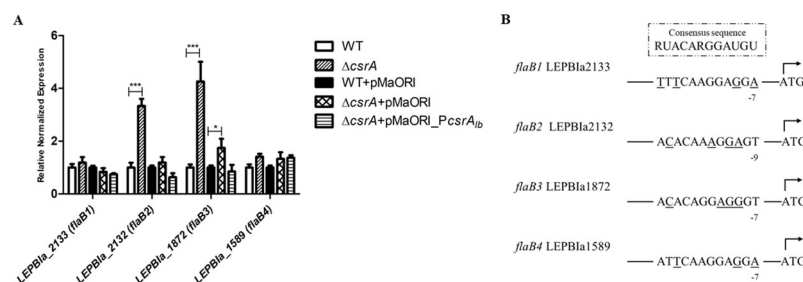 A
Relative Normalized Expression
6
4
2
0
LEPBIa_2133 (flaB1)
LEPBIa_2132 (flaB2)
LEPBIa_1872 (flaB3)
LEPBIa_1589 (flaB4)
***
***
*
WT
ΔcsrA
WT+pMaORI
ΔcsrA+pMaORI
ΔcsrA+pMaORI_PcsrAlb
B
Consensus sequence
RUACARGGAUGU
flaB1 LEPBIa2133
TTTCAAGGAGGA ATG
-7
flaB2 LEPBIa2132
ACACAAAGGAGT ATG
-9
flaB3 LEPBIa1872
ACACAGGAGGGT ATG
-7
flaB4 LEPBIa1589
ATTCAAGGAGGA ATG
-7